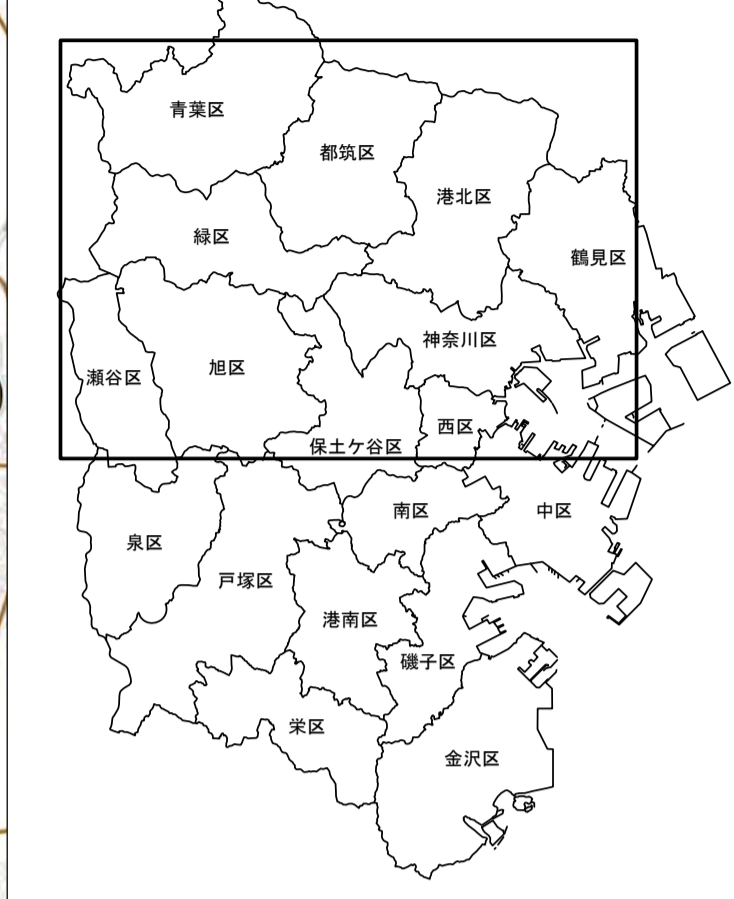 青葉区
都筑区
港北区
緑区
鶴見区
神奈川区
旭区
瀬谷区
西区
保土ケ谷区
南区
中区
泉区
戸塚区
港南区
磯子区
栄区
金沢区